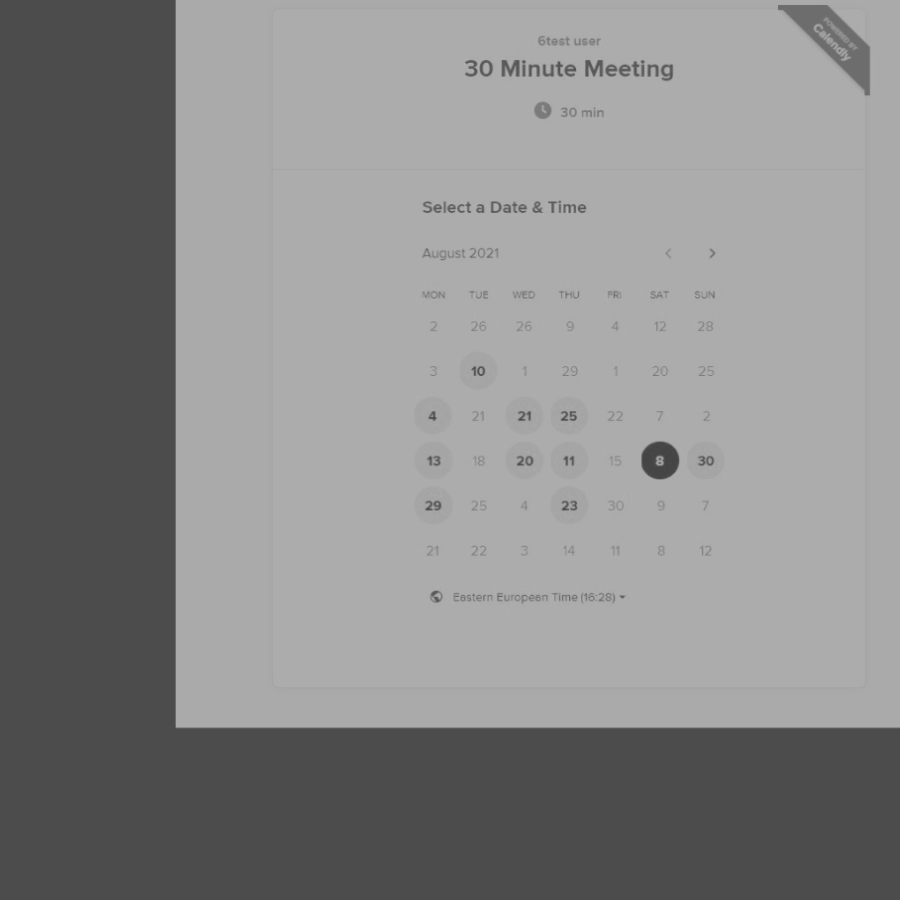 6test user
30 Minute Meeting
30 min
POWERED BY
Calendly
Select a Date & Time
August 2021
MON TUE WED THU FRI SAT SUN
2 26 26 9 4 12 28
3 10 1 29 1 20 25
4 21 21 25 22 7 2
13 18 20 11 15 8 30
29 25 4 23 30 9 7
21 22 3 14 11 8 12
Eastern European Time (16:28)